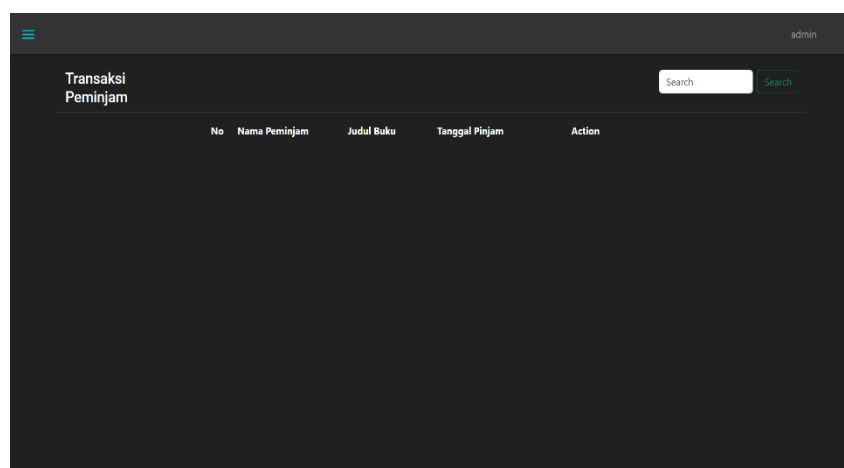 admin
Transaksi
Peminjam
Search
Search
No Nama Peminjam Judul Buku Tanggal Pinjam Action